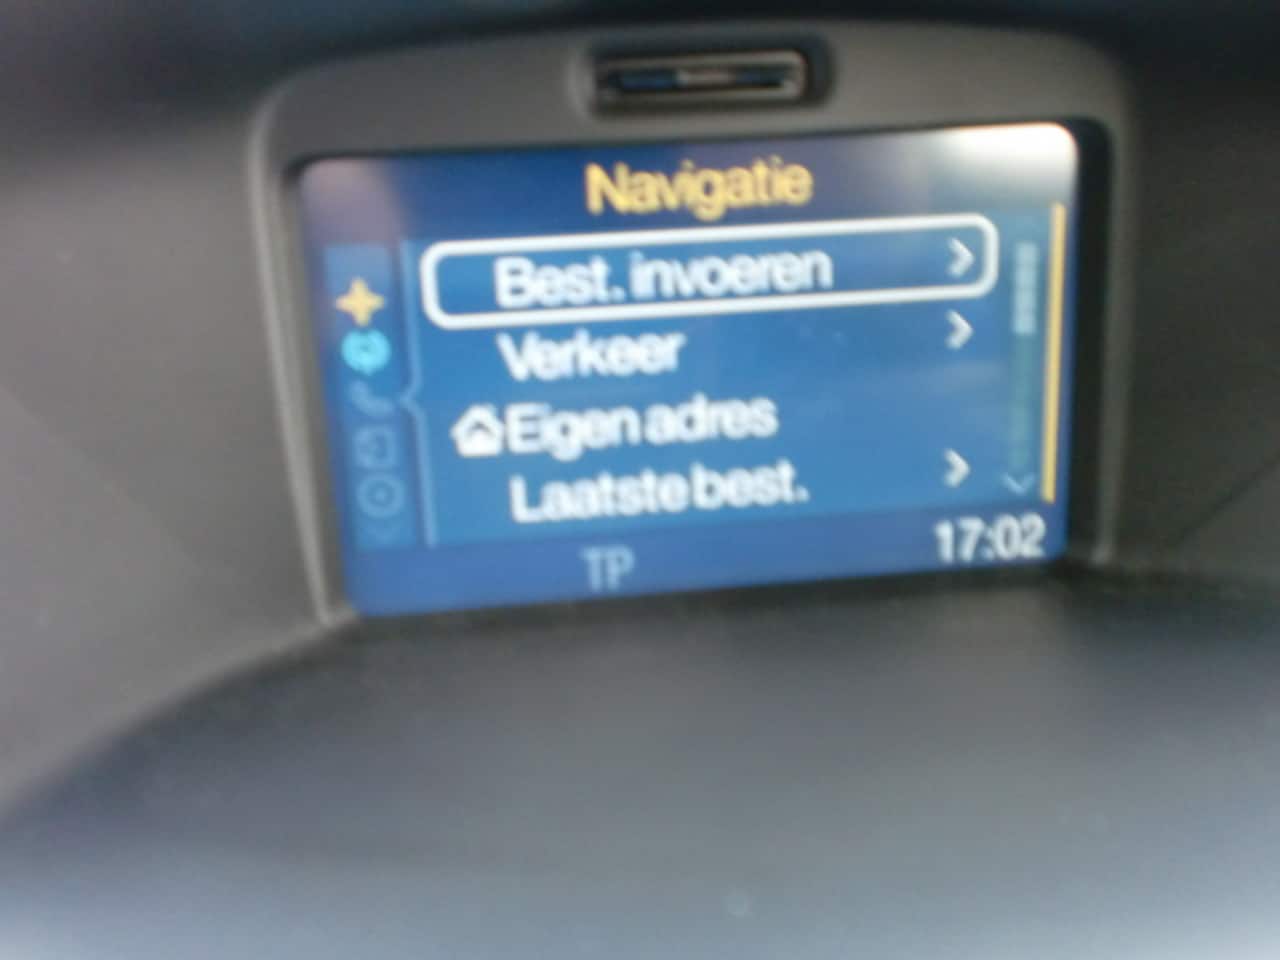 Navigatie
Best. invoeren
Verkeer
Eigen adres
Laatste best.
TP
17:02